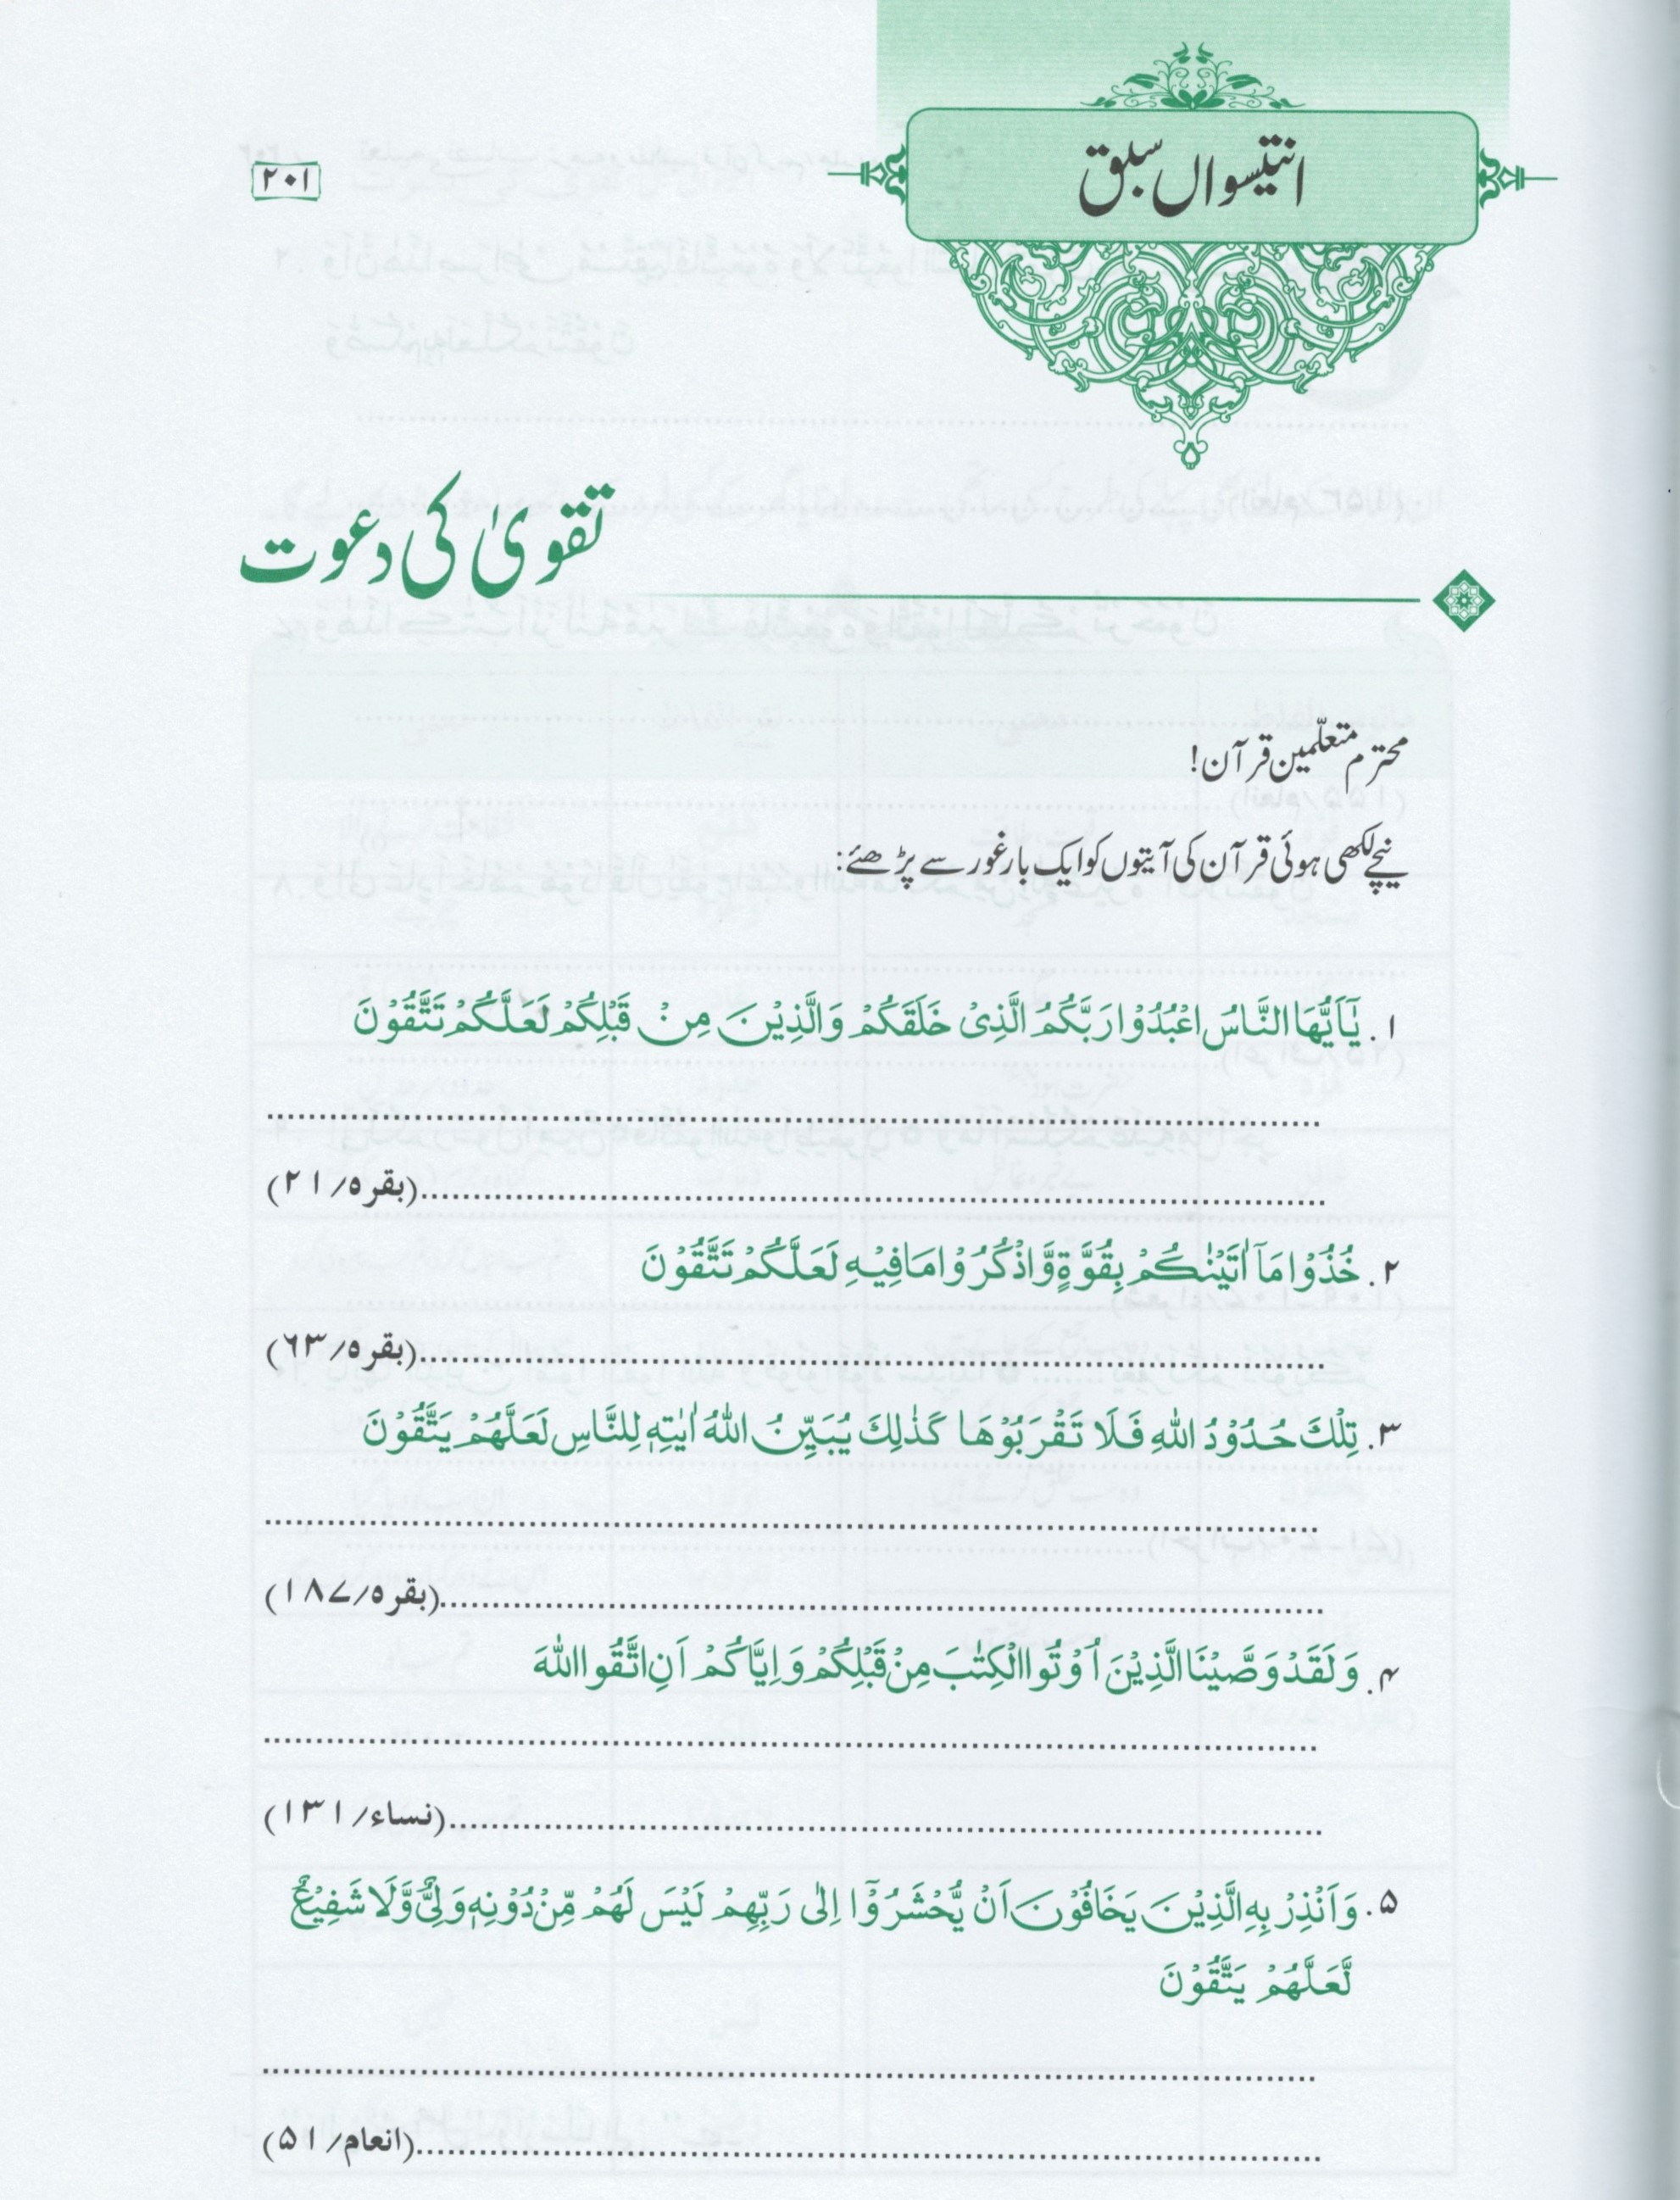 انتیسواں سبق
۲۰۱
تقویٰ کی دعوت
محترم متعلّمین قرآن!
نیچے لکھی ہوئی قرآن کی آیتوں کو ایک بار غور سے پڑھئے:
۱. یٰۤاَیُّهَا النَّاسُ اعْبُدُوْا رَبَّكُمُ الَّذِیْ خَلَقَكُمْ وَالَّذِیْنَ مِنْ قَبْلِكُمْ لَعَلَّكُمْ تَتَّقُوْنَ
................................................
................................................(بقرہ/۲۱)
۲. خُذُوْا مَاۤ اٰتَیْنٰكُمْ بِقُوَّةٍ وَّاذْكُرُوْا مَا فِیْهِ لَعَلَّكُمْ تَتَّقُوْنَ
................................................(بقرہ/۶۳)
۳. تِلْكَ حُدُوْدُ اللّٰهِ فَلَا تَقْرَبُوْهَا كَذٰلِكَ یُبَیِّنُ اللّٰهُ اٰیٰتِهٖ لِلنَّاسِ لَعَلَّهُمْ یَتَّقُوْنَ
................................................
................................................(بقرہ/۱۸۷)
۴. وَلَقَدْ وَصَّیْنَا الَّذِیْنَ اُوْتُوا الْكِتٰبَ مِنْ قَبْلِكُمْ وَاِیَّاكُمْ اَنِ اتَّقُوا اللّٰهَ
................................................
................................................(نساء/۱۳۱)
۵. وَاَنْذِرْ بِهِ الَّذِیْنَ یَخَافُوْنَ اَنْ یُّحْشَرُوْۤا اِلٰی رَبِّهِمْ لَیْسَ لَهُمْ مِّنْ دُوْنِهٖ وَلِیٌّ وَّلَا شَفِیْعٌ
لَّعَلَّهُمْ یَتَّقُوْنَ
................................................
................................................(انعام/۵۱)